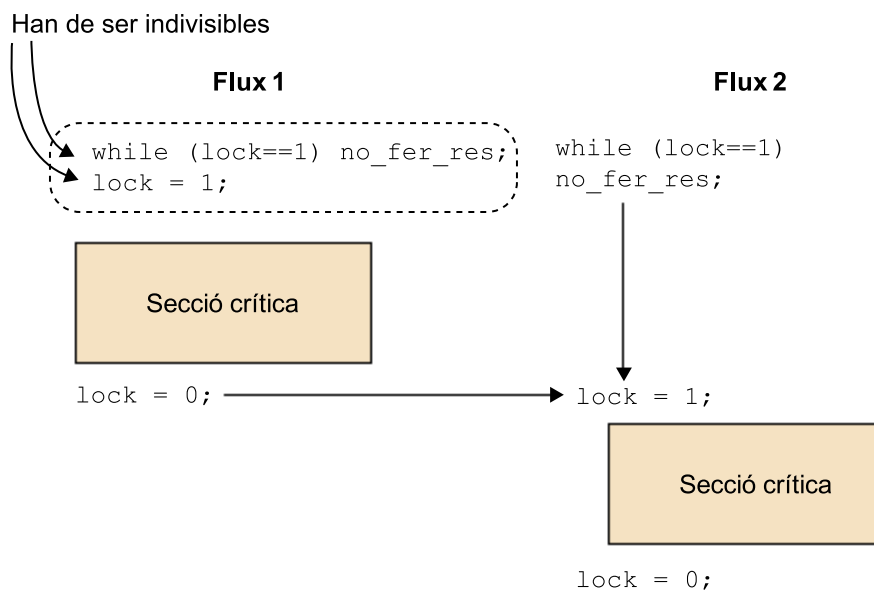 Han de ser indivisibles
Flux 1
while (lock==1) no_fer_res;
lock = 1;
Secció crítica
lock = 0;
Flux 2
while (lock==1)
no_fer_res;
lock = 1;
Secció crítica
lock = 0;